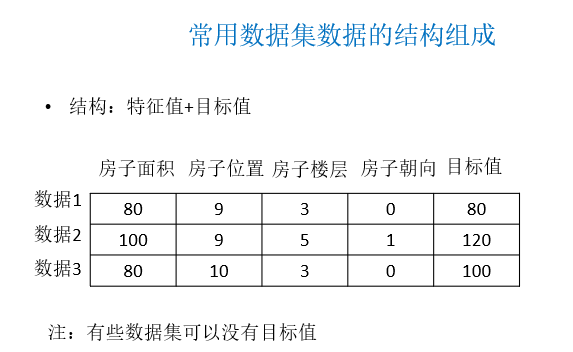 常用数据集数据的结构组成
• 结构：特征值+目标值
房子面积 房子位置 房子楼层 房子朝向 目标值
数据1 80 9 3 0 80
数据2 100 9 5 1 120
数据3 80 10 3 0 100
注：有些数据集可以没有目标值